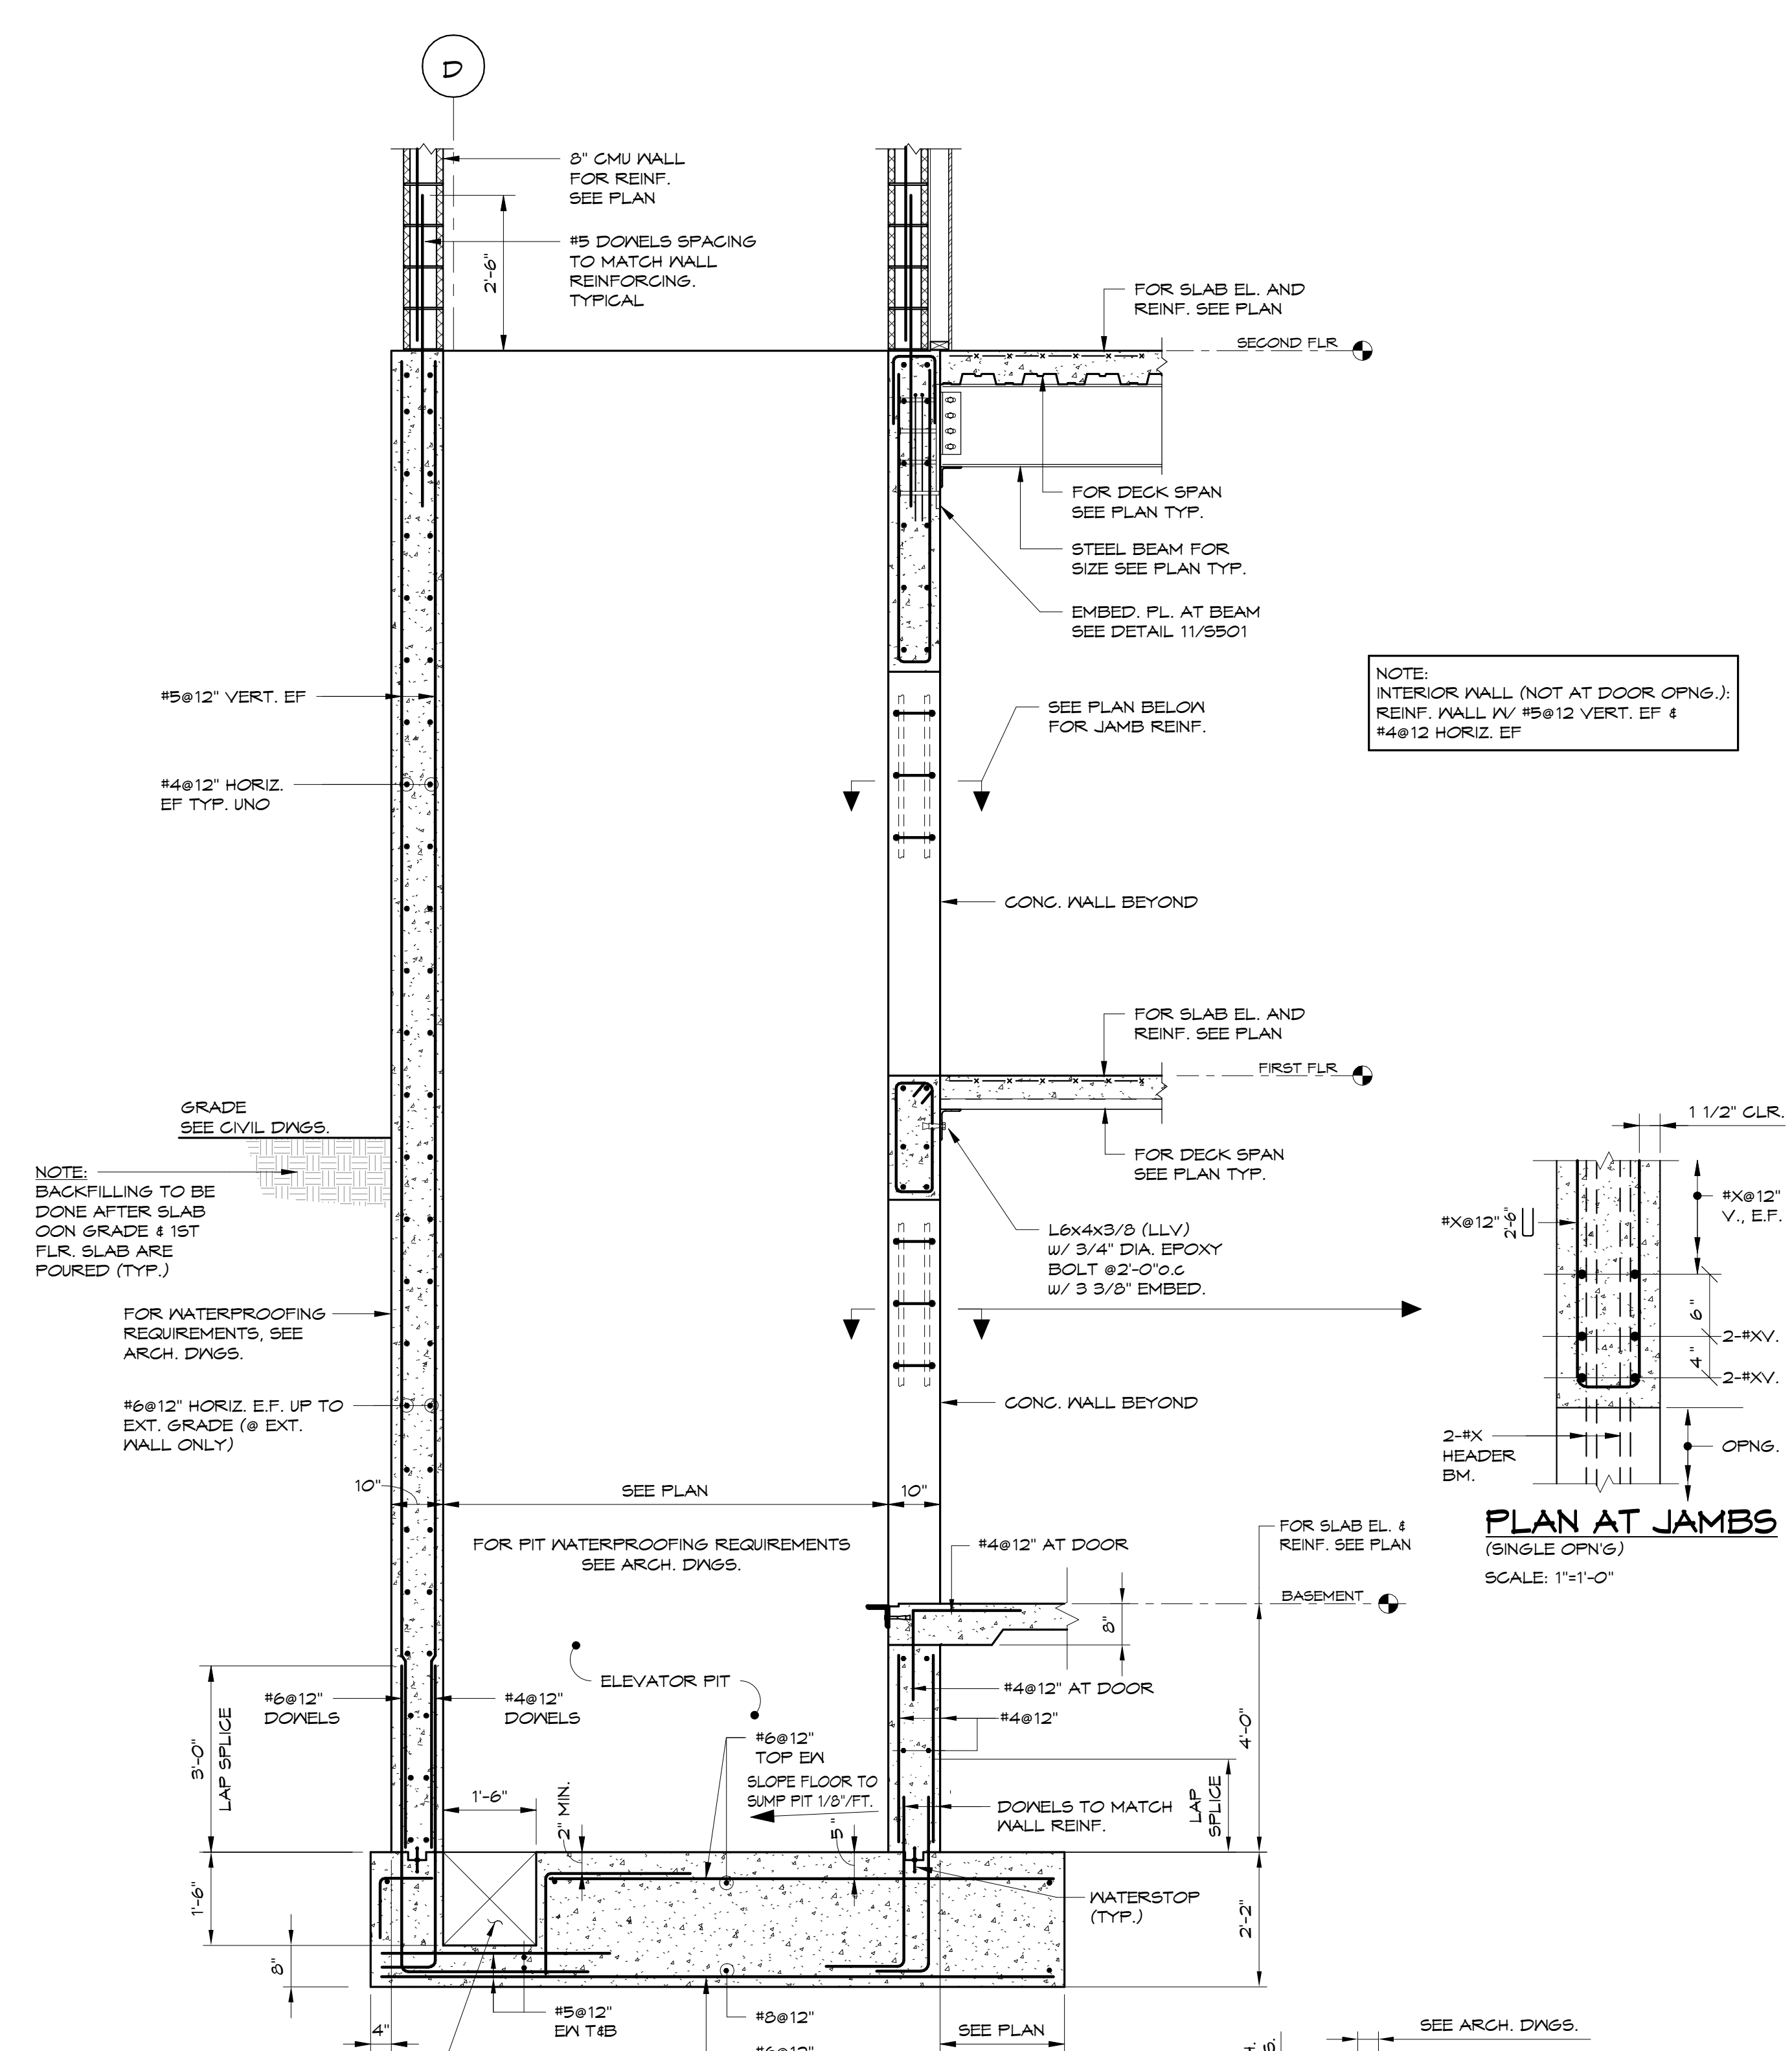 D
8" CMU WALL
FOR REINF.
SEE PLAN
#5 DOWELS SPACING
TO MATCH WALL
REINFORCING.
TYPICAL
2'-6"
FOR SLAB EL. AND
REINF. SEE PLAN
SECOND FLR
FOR DECK SPAN
SEE PLAN TYP.
STEEL BEAM FOR
SIZE SEE PLAN TYP.
EMBED. PL. AT BEAM
SEE DETAIL 11/S501
NOTE:
INTERIOR WALL (NOT AT DOOR OPNG.):
REINF. WALL W/ #5@12 VERT. EF &
#4@12 HORIZ. EF
#5@12" VERT. EF
SEE PLAN BELOW
FOR JAMB REINF.
#4@12" HORIZ.
EF TYP. UNO
CONC. WALL BEYOND
FOR SLAB EL. AND
REINF. SEE PLAN
FIRST FLR
GRADE
SEE CIVIL DWGS.
NOTE:
BACKFILLING TO BE
DONE AFTER SLAB
OON GRADE & 1ST
FLR. SLAB ARE
POURED (TYP.)
FOR DECK SPAN
SEE PLAN TYP.
L6x4x3/8 (LLV)
w/ 3/4" DIA. EPOXY
BOLT @2'-0"o.c
w/ 3 3/8" EMBED.
FOR WATERPROOFING
REQUIREMENTS, SEE
ARCH. DWGS.
#6@12" HORIZ. E.F. UP TO
EXT. GRADE (@ EXT.
WALL ONLY)
CONC. WALL BEYOND
1 1/2" CLR.
#X@12"
2'-6"
#X@12"
V., E.F.
6"
2-#XV.
4"
2-#XV.
2-#X
HEADER
BM.
OPNG.
PLAN AT JAMBS
(SINGLE OPN'G)
SCALE: 1"=1'-0"
10"
SEE PLAN
10"
FOR PIT WATERPROOFING REQUIREMENTS
SEE ARCH. DWGS.
#4@12" AT DOOR
FOR SLAB EL. &
REINF. SEE PLAN
BASEMENT
8"
ELEVATOR PIT
#6@12"
DOWELS
#4@12"
DOWELS
#4@12" AT DOOR
#4@12"
3'-0"
LAP SPLICE
#6@12"
TOP EW
SLOPE FLOOR TO
SUMP PIT 1/8"/FT.
4'-0"
1'-6"
2" MIN.
5"
DOWELS TO MATCH
WALL REINF.
LAP
SPLICE
1'-6"
WATERSTOP
(TYP.)
2'-2"
8"
#5@12"
EW T&B
#8@12"
4"
SEE PLAN
SEE ARCH. DWGS.